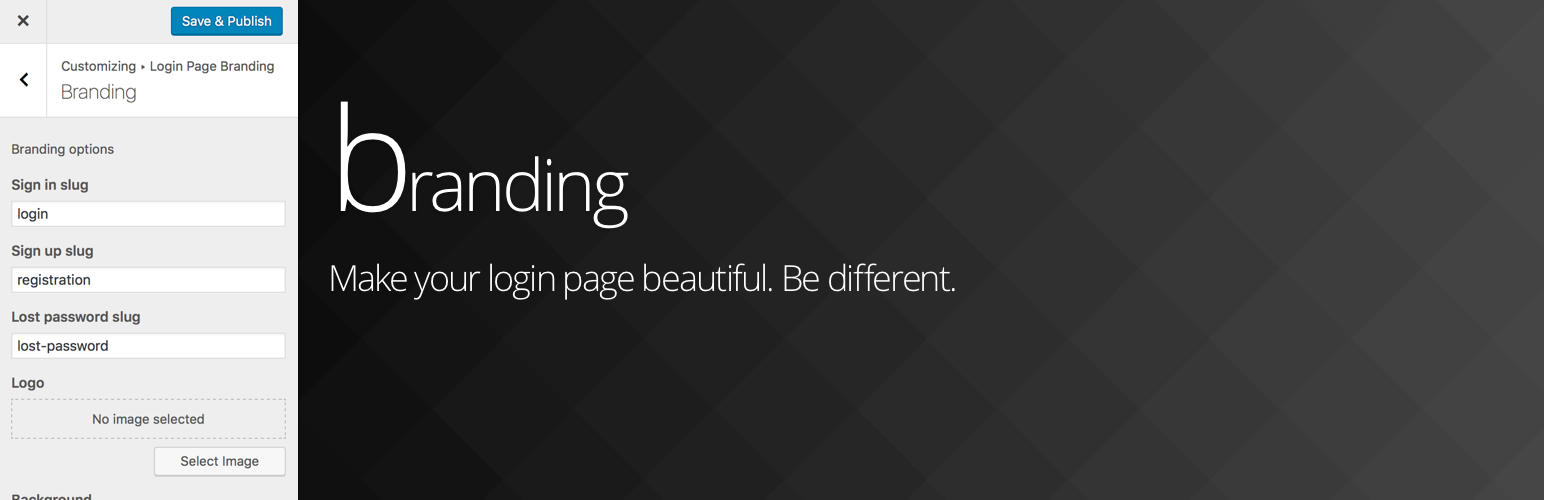 Save & Publish
Customizing ▸ Login Page Branding
Branding
Branding options
Sign in slug
login
Sign up slug
registration
Lost password slug
lost-password
Logo
No image selected
Select Image
Background
branding
Make your login page beautiful. Be different.